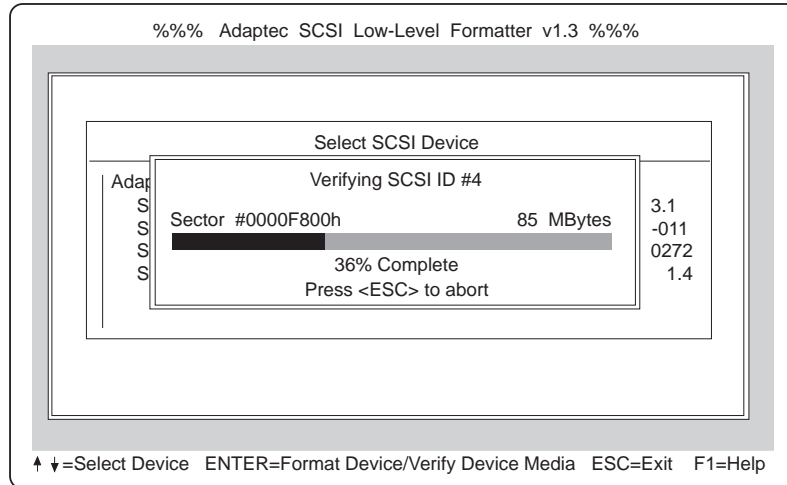 %%% Adaptec SCSI Low-Level Formatter v1.3 %%%
Select SCSI Device
Adap
Verifying SCSI ID #4
S 3.1
Sector #0000F800h 85 MBytes
S -011
S 0272
36% Complete
S 1.4
Press <ESC> to abort
↑ ↓=Select Device ENTER=Format Device/Verify Device Media ESC=Exit F1=Help